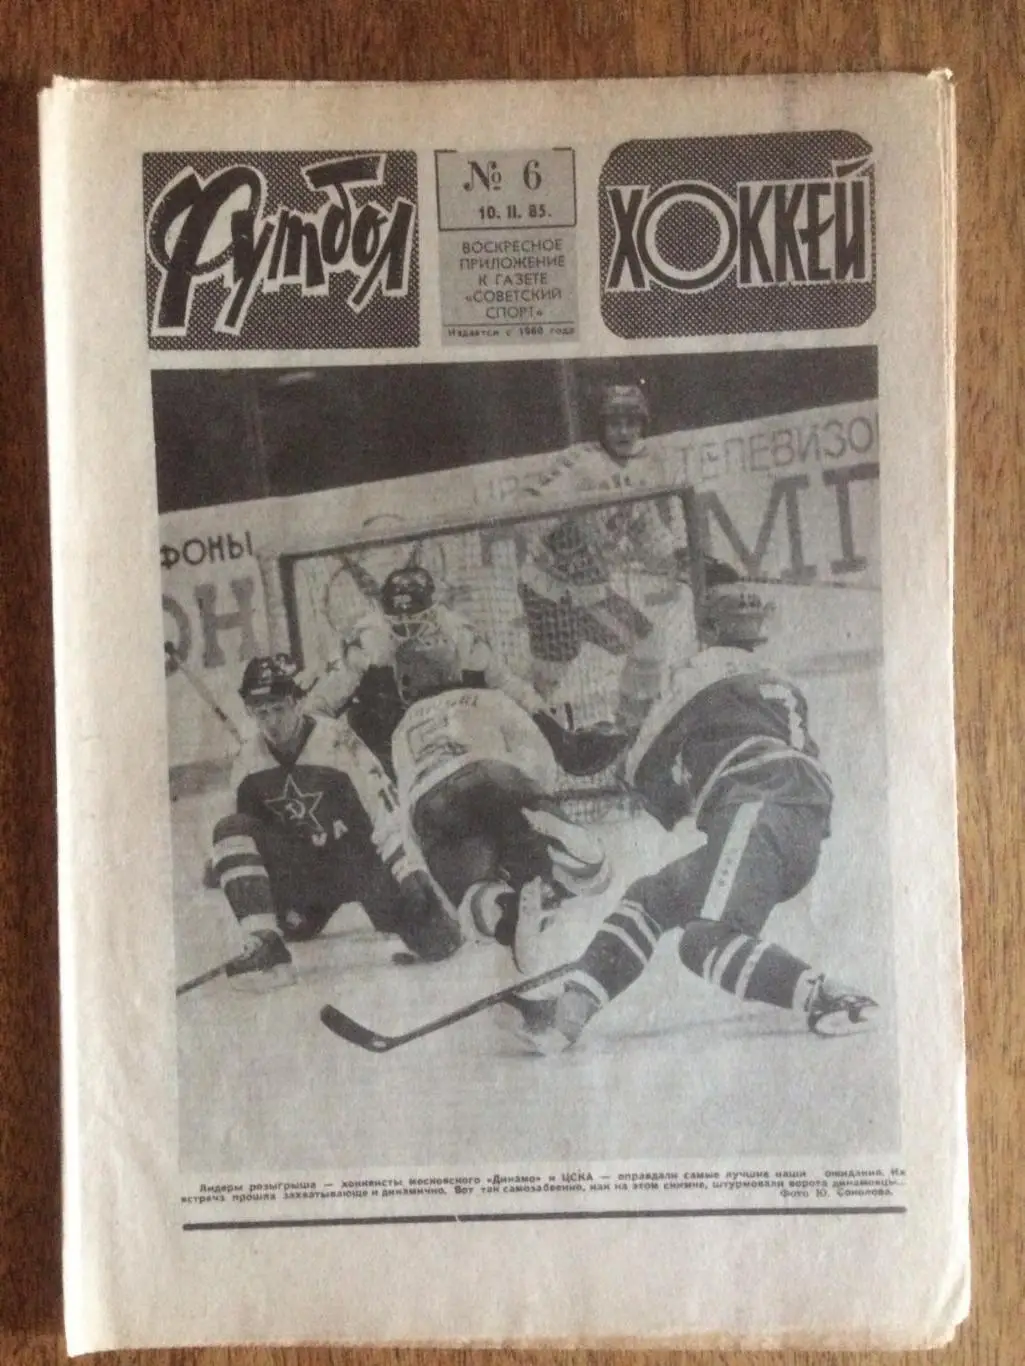 Футбол
№ 6
10. II. 85.
ВОСКРЕСНОЕ
ПРИЛОЖЕНИЕ
К ГАЗЕТЕ
«СОВЕТСКИЙ
СПОРТ»
Издается с 1960 года
ХОККЕЙ
ТЕЛЕВИЗО
ФОНЫ
ОН
Лидеры розыгрыша — хоккеисты московского «Динамо» и ЦСКА — оправдали самые лучшие наши ожидания. Их
встреча прошла захватывающе и динамично. Вот так самозабвенно, как на этом снимке, штурмовали ворота динамовцы...
Фото Ю. Соколова.